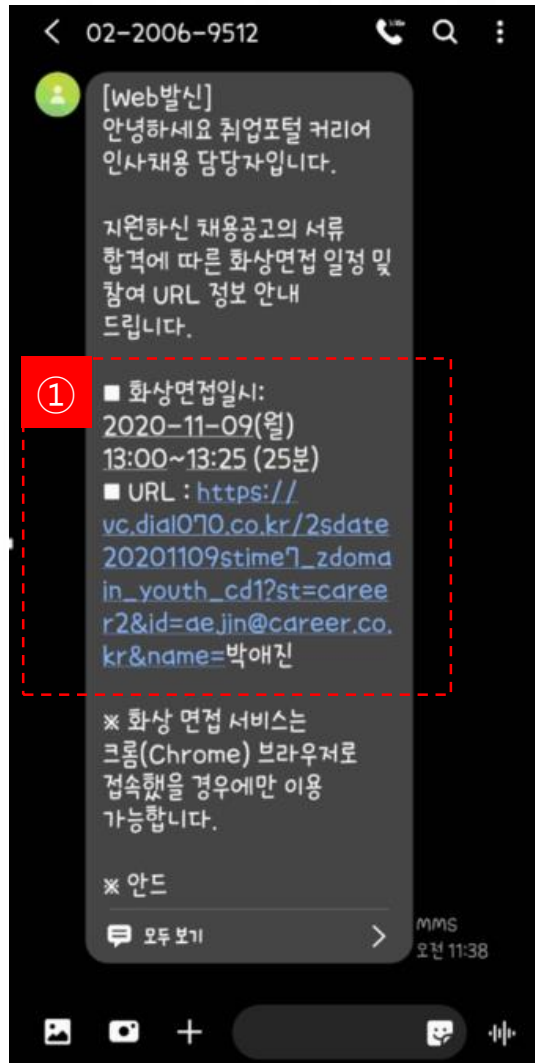 02-2006-9512
[Web발신]
안녕하세요 취업포털 커리어
인사채용 담당자입니다.
지원하신 채용공고의 서류
합격에 따른 화상면접 일정 및
참여 URL 정보 안내
드립니다.
①
■ 화상면접일시:
2020-11-09(월)
13:00~13:25 (25분)
■ URL : https://
vc.dial070.co.kr/2sdate
20201109stime7_zdoma
in_youth_cd1?st=caree
r2&id=aejin@career.co.
kr&name=박애진
※ 화상 면접 서비스는
크롬(Chrome) 브라우저로
접속했을 경우에만 이용
가능합니다.
※ 안드
모두 보기
MMS
오전 11:38